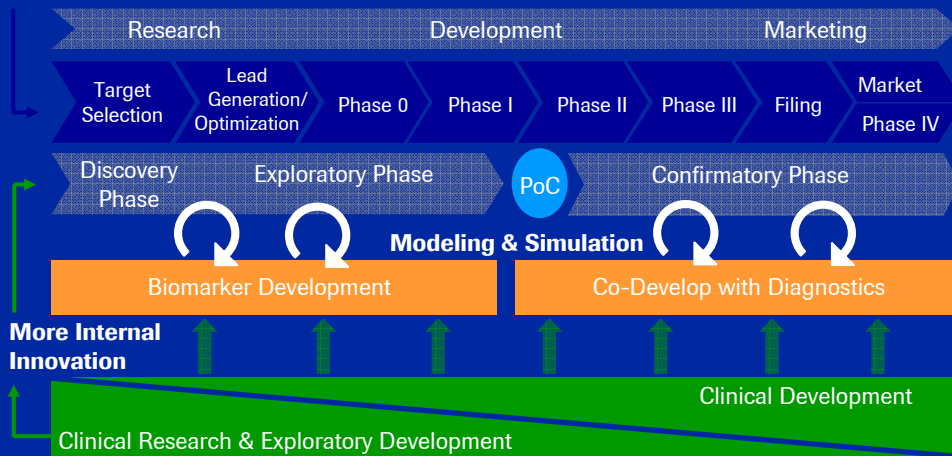 Research
Development
Marketing
Target
Selection
Lead
Generation/
Optimization
Phase 0
Phase I
Phase II
Phase III
Filing
Market
Phase IV
Discovery
Phase
Exploratory Phase
PoC
Confirmatory Phase
Modeling & Simulation
Biomarker Development
Co-Develop with Diagnostics
More Internal
Innovation
Clinical Development
Clinical Research & Exploratory Development